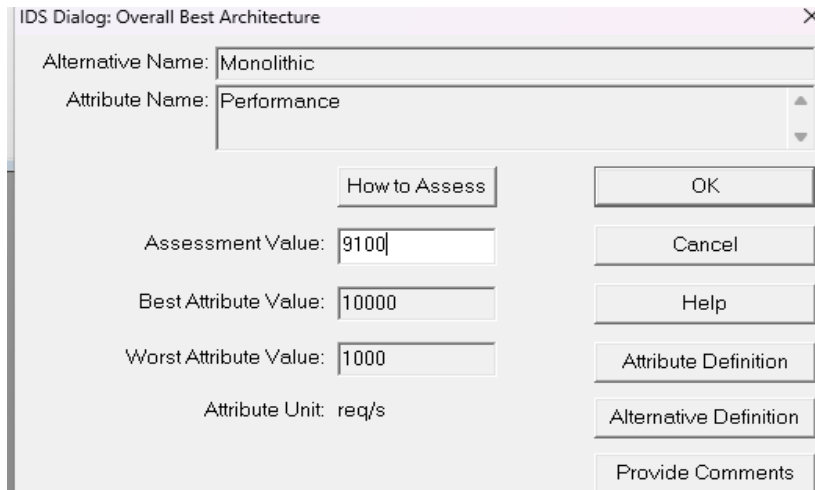 IDS Dialog: Overall Best Architecture
Alternative Name: Monolithic
Attribute Name: Performance
How to Assess
OK
Assessment Value: 9100
Cancel
Best Attribute Value: 10000
Help
Worst Attribute Value: 1000
Attribute Definition
Attribute Unit: req/s
Alternative Definition
Provide Comments